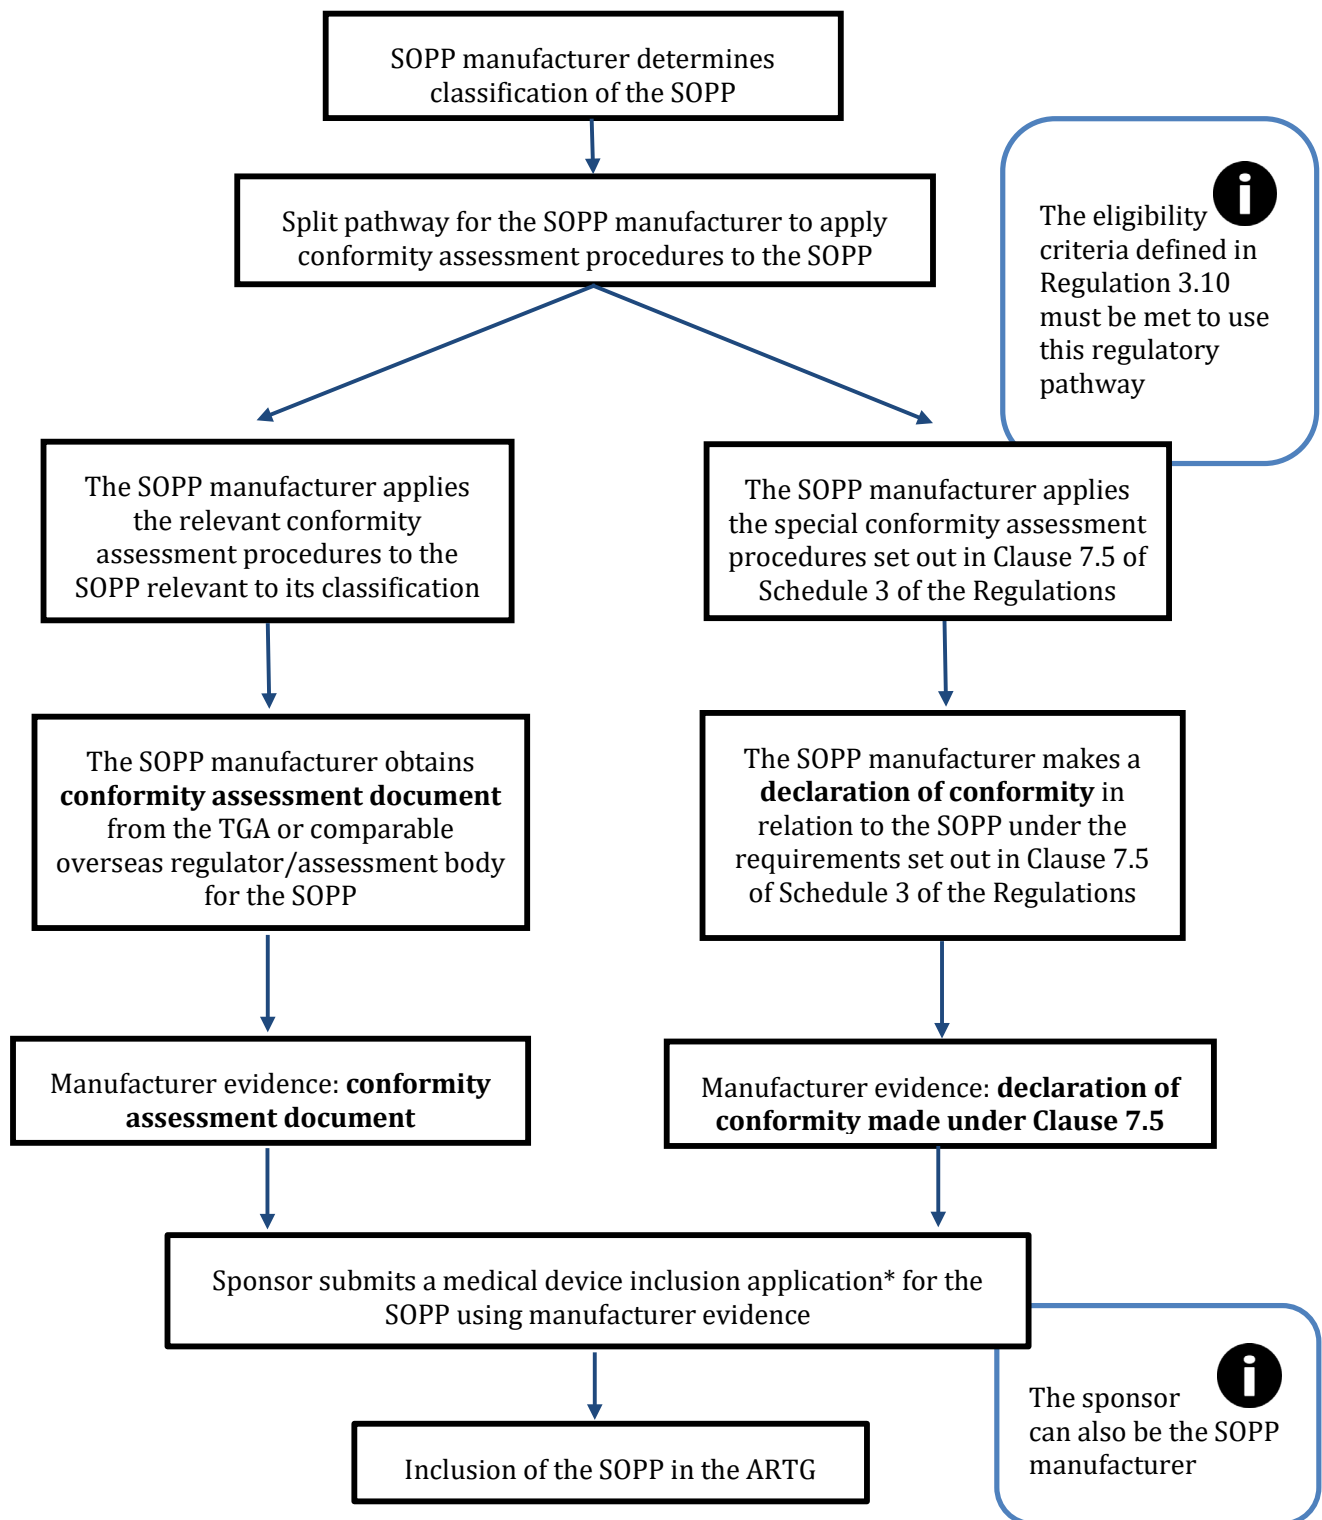 SOPP manufacturer determines
classification of the SOPP
Split pathway for the SOPP manufacturer to apply
conformity assessment procedures to the SOPP
i
The eligibility
criteria defined in
Regulation 3.10
must be met to use
this regulatory
pathway
The SOPP manufacturer applies
the relevant conformity
assessment procedures to the
SOPP relevant to its classification
The SOPP manufacturer applies
the special conformity assessment
procedures set out in Clause 7.5 of
Schedule 3 of the Regulations
The SOPP manufacturer obtains
conformity assessment document
from the TGA or comparable
overseas regulator/assessment body
for the SOPP
The SOPP manufacturer makes a
declaration of conformity in
relation to the SOPP under the
requirements set out in Clause 7.5
of Schedule 3 of the Regulations
Manufacturer evidence: conformity
assessment document
Manufacturer evidence: declaration of
conformity made under Clause 7.5
Sponsor submits a medical device inclusion application* for the
SOPP using manufacturer evidence
i
The sponsor
can also be the SOPP
manufacturer
Inclusion of the SOPP in the ARTG